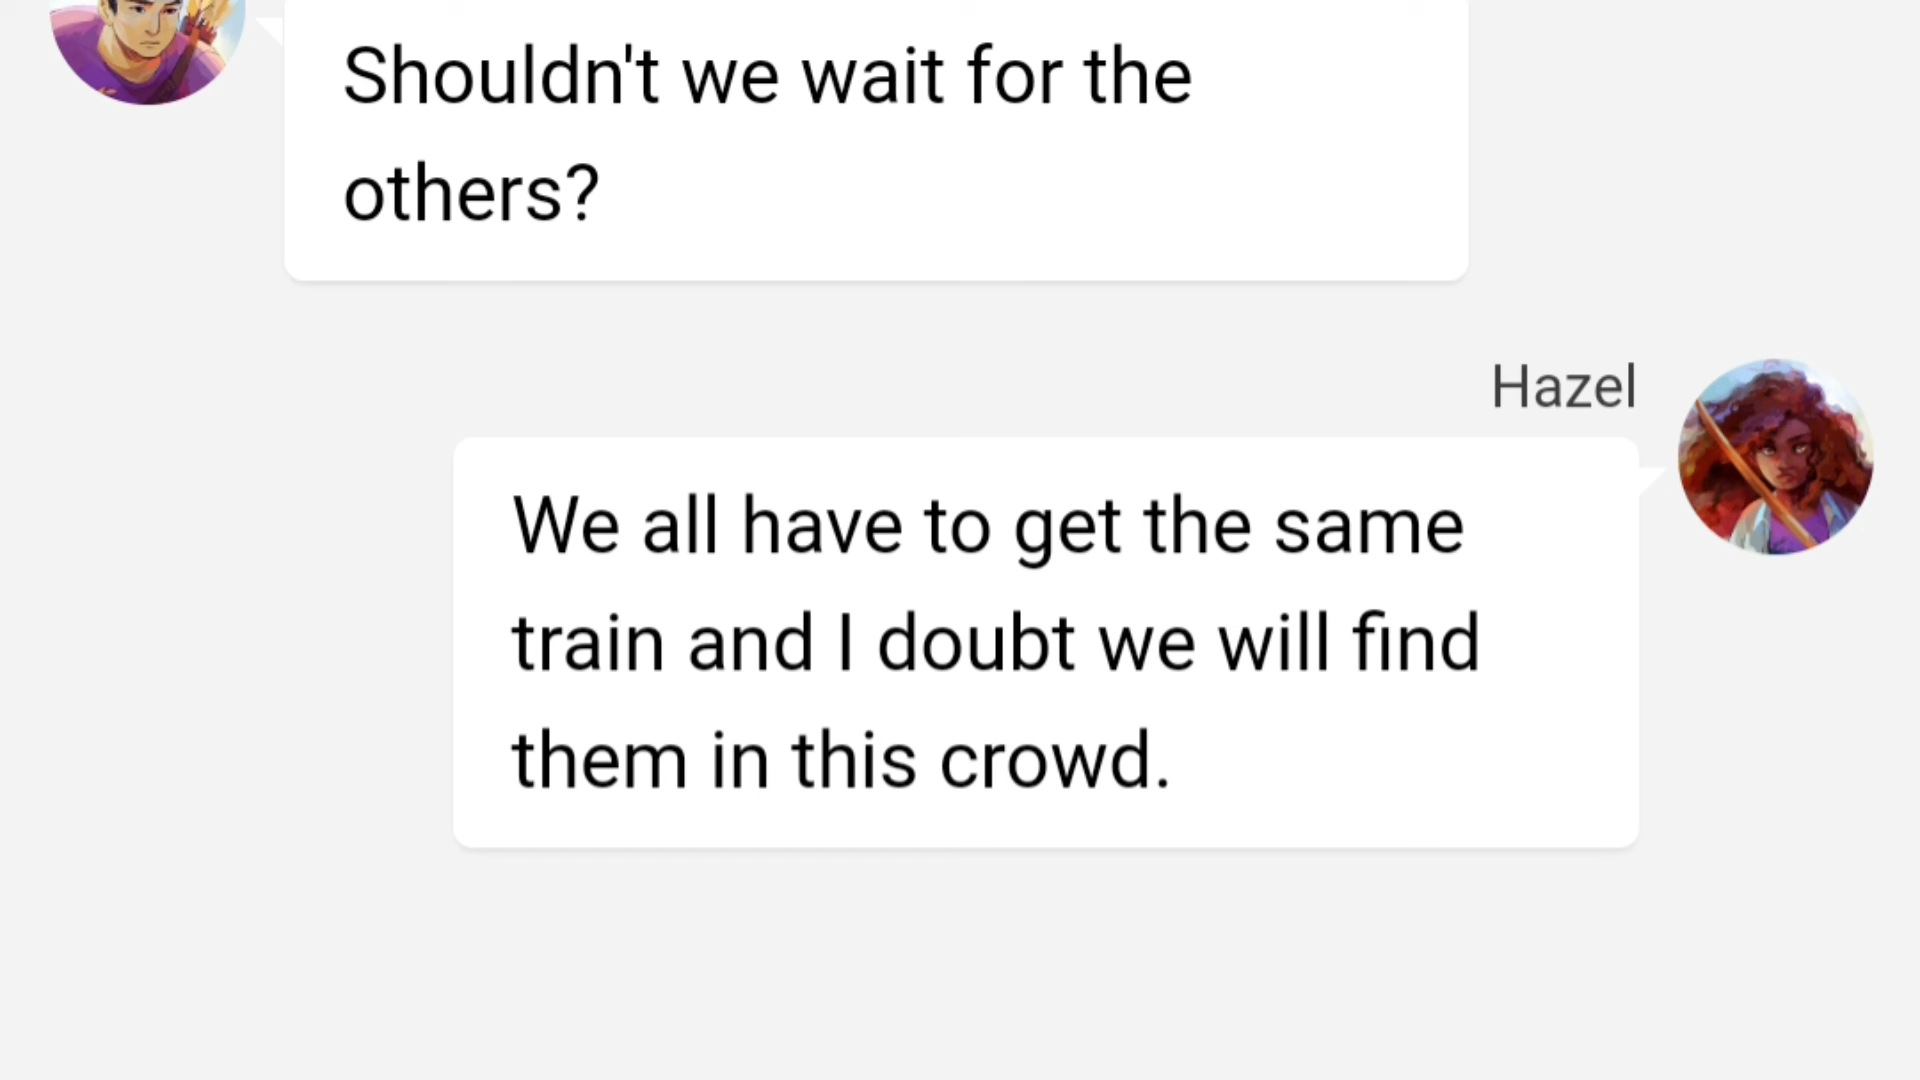 Shouldn't we wait for the
others?
Hazel
We all have to get the same
train and I doubt we will find
them in this crowd.